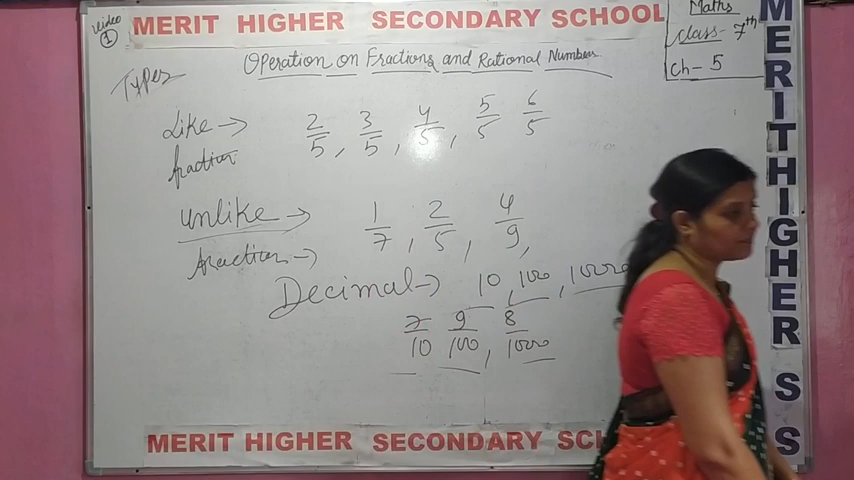 video 1
MERIT HIGHER SECONDARY SCHOOL
Maths
class- 7th
Ch- 5
Operation on Fractions and Rational Numbers
Types
Like → 2/5, 3/5, 4/5, 5/5 6/5
fraction
unlike → 1/7, 2/5, 4/9,
fraction →
Decimal → 10, 100, 1000
7/10 9/100, 8/1000
MERIT HIGHER SECONDARY SCH
MERITHIGHER S S